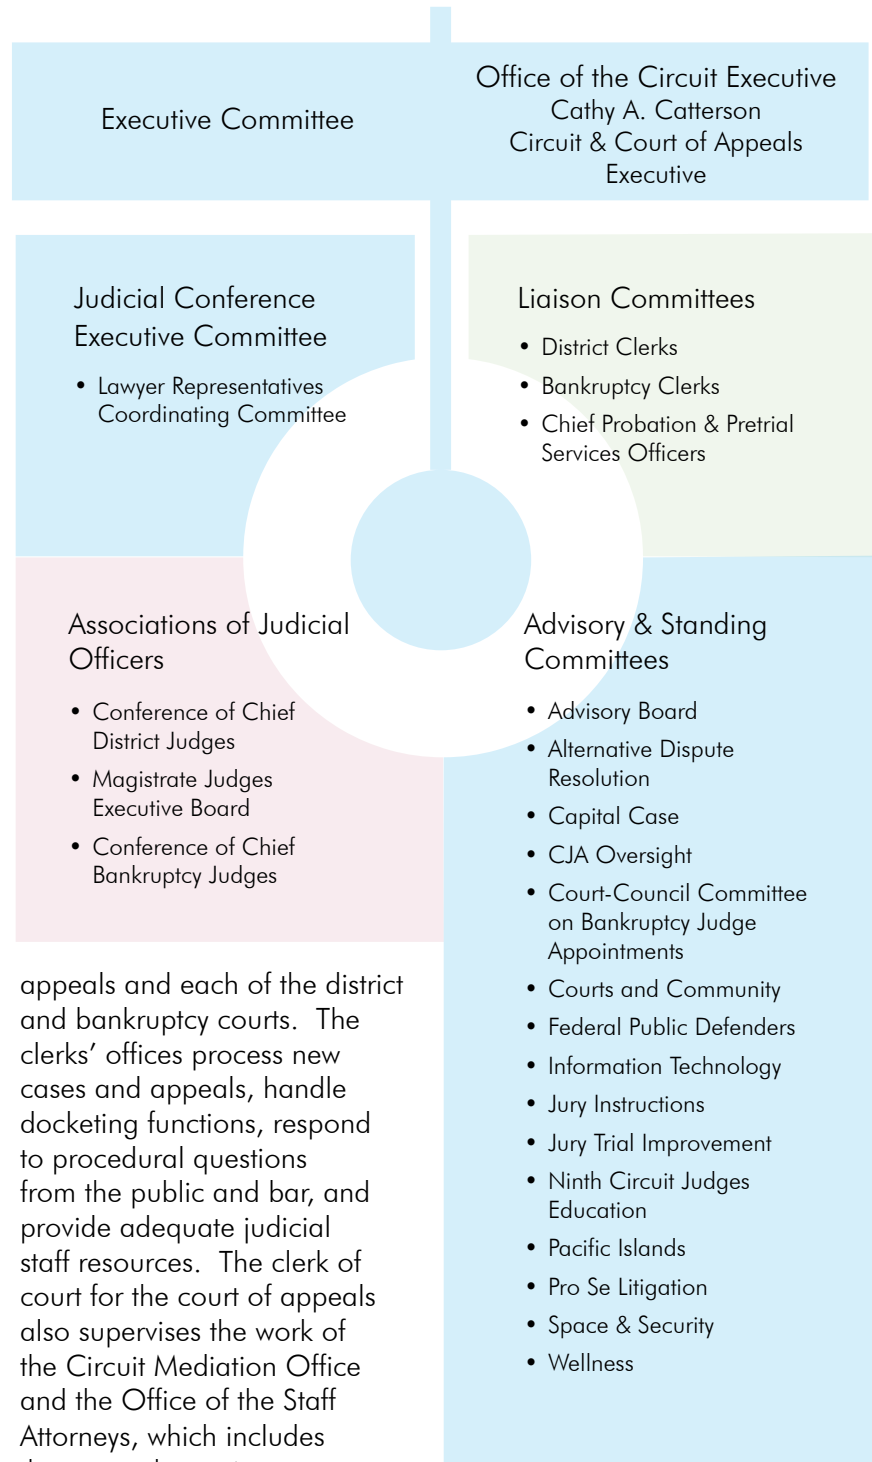 Executive Committee
Office of the Circuit Executive
Cathy A. Catterson
Circuit & Court of Appeals
Executive
Judicial Conference
Executive Committee
• Lawyer Representatives
Coordinating Committee
Liaison Committees
• District Clerks
• Bankruptcy Clerks
• Chief Probation & Pretrial
Services Officers
Associations of Judicial
Officers
• Conference of Chief
District Judges
• Magistrate Judges
Executive Board
• Conference of Chief
Bankruptcy Judges
Advisory & Standing
Committees
• Advisory Board
• Alternative Dispute
Resolution
• Capital Case
• CJA Oversight
• Court-Council Committee
on Bankruptcy Judge
Appointments
• Courts and Community
• Federal Public Defenders
• Information Technology
• Jury Instructions
• Jury Trial Improvement
• Ninth Circuit Judges
Education
• Pacific Islands
• Pro Se Litigation
• Space & Security
• Wellness
appeals and each of the district
and bankruptcy courts.  The
clerks’ offices process new
cases and appeals, handle
docketing functions, respond
to procedural questions
from the public and bar, and
provide adequate judicial
staff resources.  The clerk of
court for the court of appeals
also supervises the work of
the Circuit Mediation Office
and the Office of the Staff
Attorneys, which includes